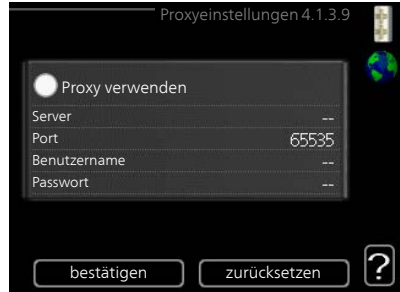 Proxyeinstellungen 4.1.3.9
Proxy verwenden
Server --
Port 65535
Benutzername --
Passwort --
bestätigen zurücksetzen ?